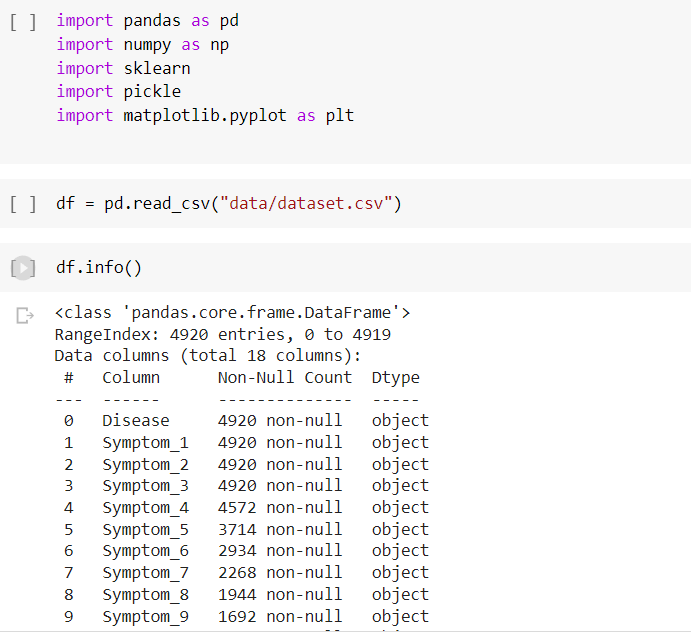 [ ] import pandas as pd
import numpy as np
import sklearn
import pickle
import matplotlib.pyplot as plt
[ ] df = pd.read_csv("data/dataset.csv")
[ ] df.info()
<class 'pandas.core.frame.DataFrame'>
RangeIndex: 4920 entries, 0 to 4919
Data columns (total 18 columns):
 #   Column      Non-Null Count  Dtype
---  ------      --------------  -----
 0   Disease     4920 non-null   object
 1   Symptom_1   4920 non-null   object
 2   Symptom_2   4920 non-null   object
 3   Symptom_3   4920 non-null   object
 4   Symptom_4   4572 non-null   object
 5   Symptom_5   3714 non-null   object
 6   Symptom_6   2934 non-null   object
 7   Symptom_7   2268 non-null   object
 8   Symptom_8   1944 non-null   object
 9   Symptom_9   1692 non-null   object